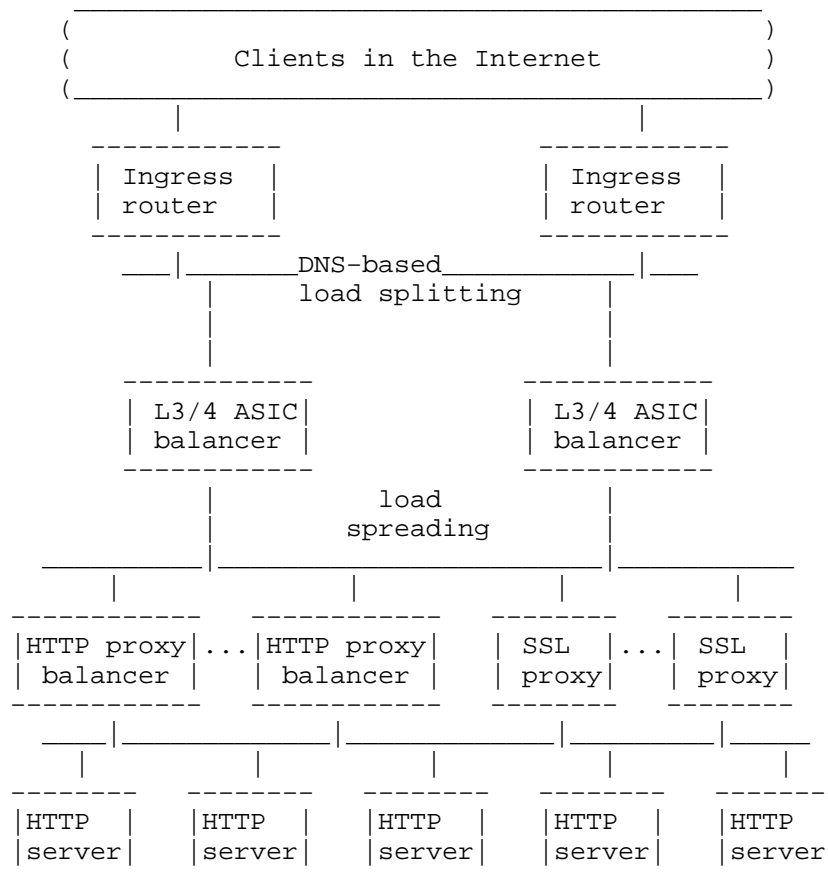 Clients in the Internet
Ingress Ingress
router router
DNS-based
load splitting
L3/4 ASIC L3/4 ASIC
balancer balancer
load
spreading
HTTP proxy ... HTTP proxy SSL ... SSL
balancer balancer proxy proxy
HTTP HTTP HTTP HTTP HTTP
server server server server server